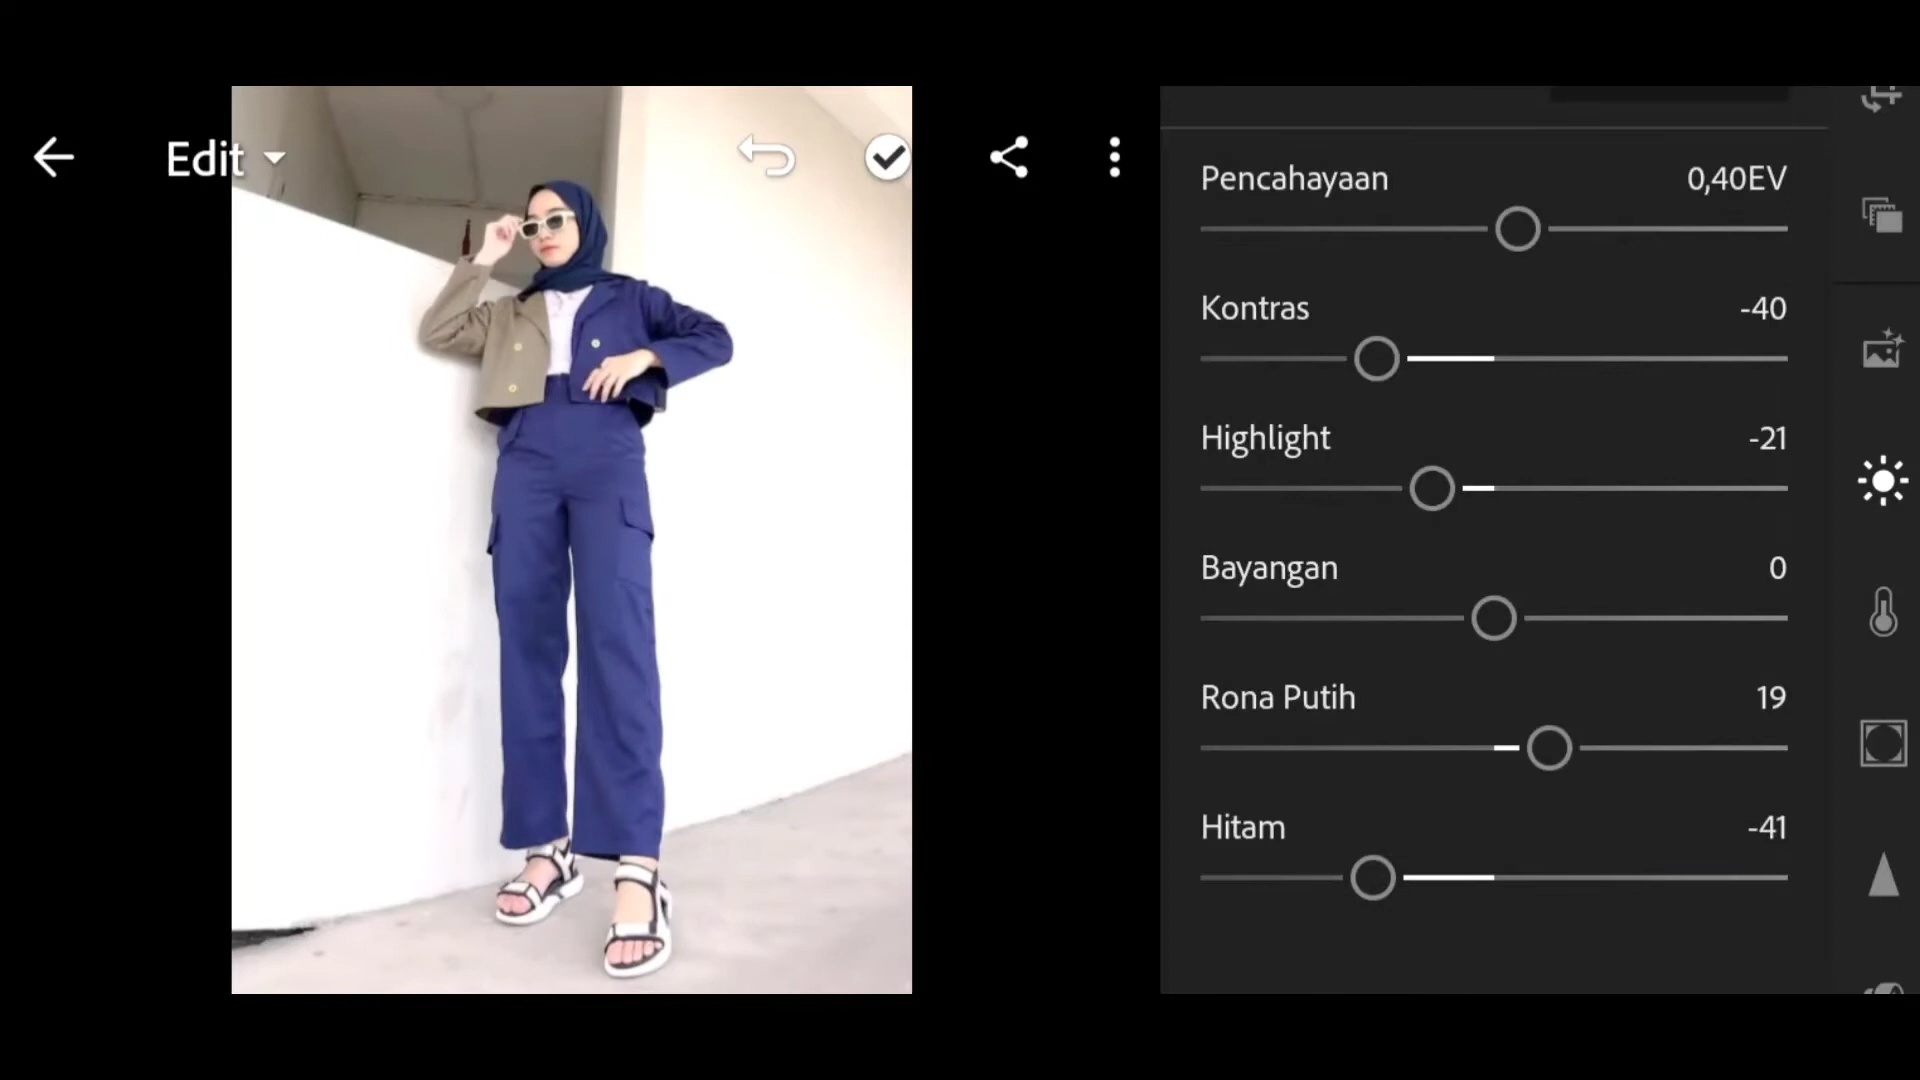 Edit
Pencahayaan 0,40EV
Kontras -40
Highlight -21
Bayangan 0
Rona Putih 19
Hitam -41